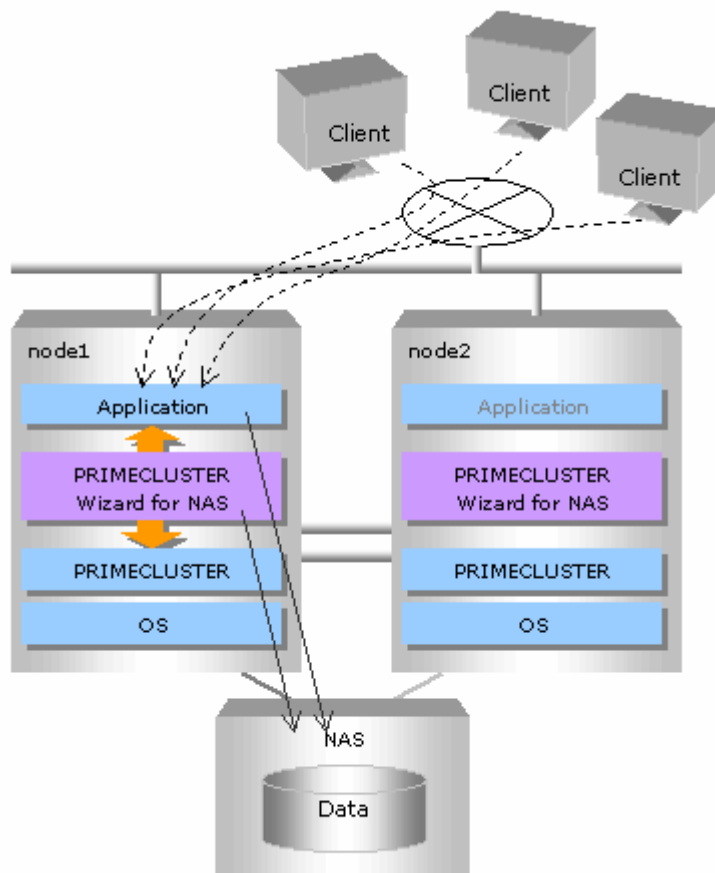 Client
Client
Client
node1
Application
PRIMECLUSTER
Wizard for NAS
PRIMECLUSTER
OS
node2
Application
PRIMECLUSTER
Wizard for NAS
PRIMECLUSTER
OS
NAS
Data